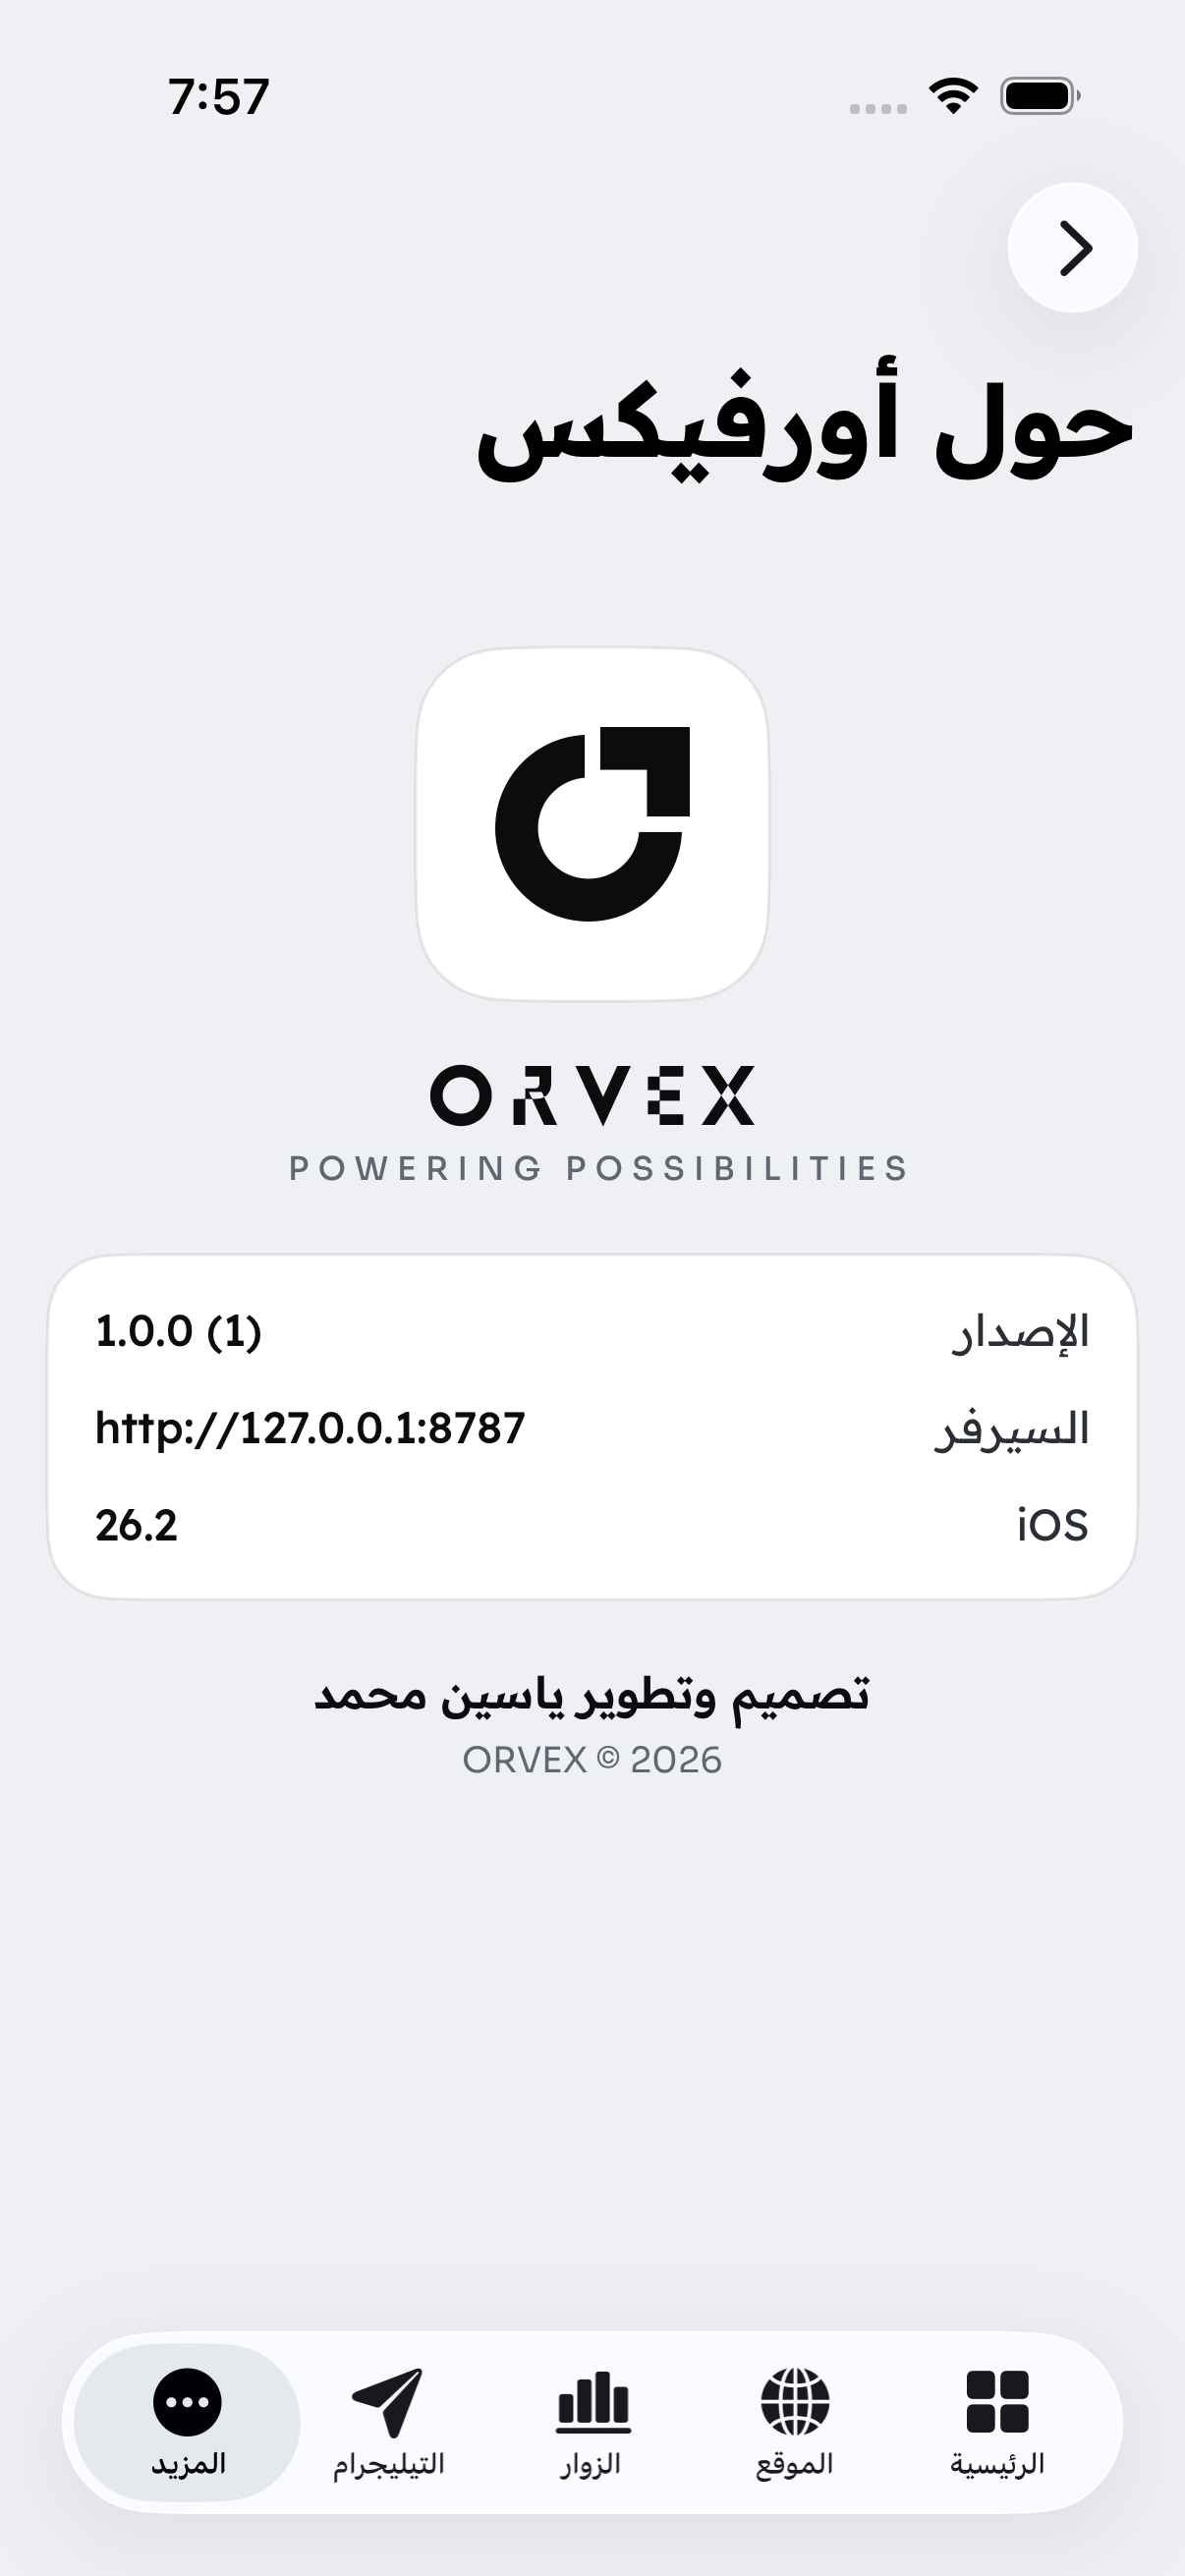 7:57
حول أورفيكس
ORVEX
POWERING POSSIBILITIES
الإصدار 1.0.0 (1)
السيرفر http://127.0.0.1:8787
iOS 26.2
تصميم وتطوير ياسين محمد
ORVEX © 2026
الرئيسية الموقع الزوار التيليجرام المزيد